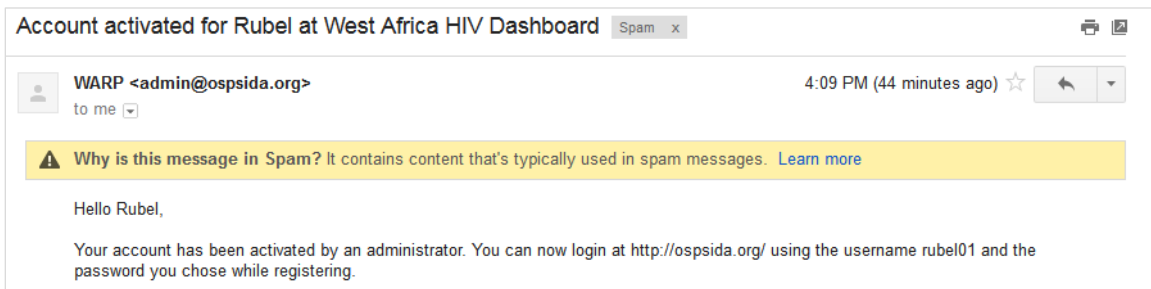 Account activated for Rubel at West Africa HIV Dashboard Spam x
WARP <admin@ospsida.org> 4:09 PM (44 minutes ago)
to me
Why is this message in Spam? It contains content that's typically used in spam messages. Learn more
Hello Rubel,
Your account has been activated by an administrator. You can now login at http://ospsida.org/ using the username rubel01 and the
password you chose while registering.